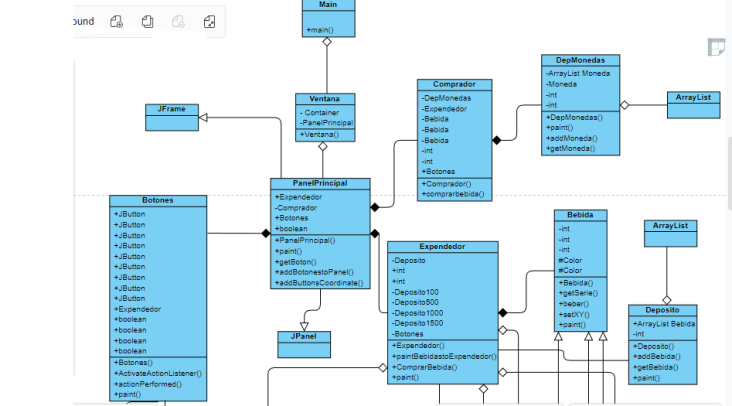 ound
Main
+main()
Ventana
- Container
-PanelPrincipal
+Ventana()
JFrame
Comprador
-DepMonedas
-Expendedor
-Bebida
-Bebida
-Bebida
-int
-int
+Botones
+Comprador()
+comprarbebida()
DepMonedas
-ArrayList Moneda
-Moneda
-int
-int
+DepMonedas()
+paint()
+addMoneda()
+getMoneda()
ArrayList
PanelPrincipal
+Expendedor
-Comprador
+Botones
+boolean
+PanelPrincipal()
+paint()
+getBoton()
+addBotonestoPanel()
+addButtonsCoordinate()
Botones
+JButton
+JButton
+JButton
+JButton
+JButton
+JButton
+JButton
+JButton
+JButton
+Expendedor
+boolean
+boolean
+boolean
+boolean
+Botones()
+ActivateActionListener()
+actionPerformed()
+paint()
JPanel
Expendedor
-Deposito
+int
+int
-Deposito100
-Deposito500
-Deposito1000
-Deposito1500
-Botones
+Expendedor()
+paintBebidastoExpendedor()
+ComprarBebida()
+paint()
Bebida
-int
-int
-int
#Color
#Color
+Bebida()
+getSerie()
+beber()
+setXY()
+paint()
ArrayList
Deposito
+ArrayList Bebida
-int
+Deposito()
+addBebida()
+getBebida()
+paint()